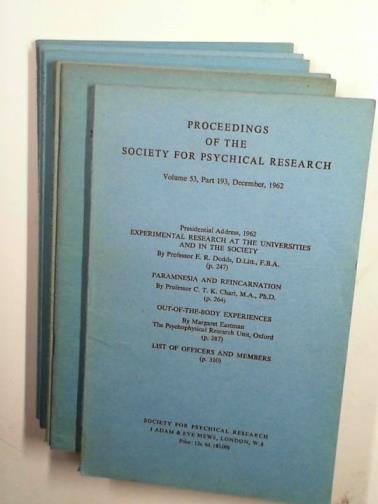 PROCEEDINGS
OF THE
SOCIETY FOR PSYCHICAL RESEARCH
Volume 53, Part 193, December, 1962
Presidential Address, 1962
EXPERIMENTAL RESEARCH AT THE UNIVERSITIES
AND IN THE SOCIETY
By Professor E. R. Dodds, D.Litt., F.B.A.
(p. 247)
PARAMNESIA AND REINCARNATION
By Professor C. T. K. Chari, M.A., Ph.D.
(p. 264)
OUT-OF-THE-BODY EXPERIENCES
By Margaret Eastman
The Psychophysical Research Unit, Oxford
(p. 287)
LIST OF OFFICERS AND MEMBERS
(p. 310)
SOCIETY FOR PSYCHICAL RESEARCH
1 ADAM & EVE MEWS, LONDON, W.8
Price: